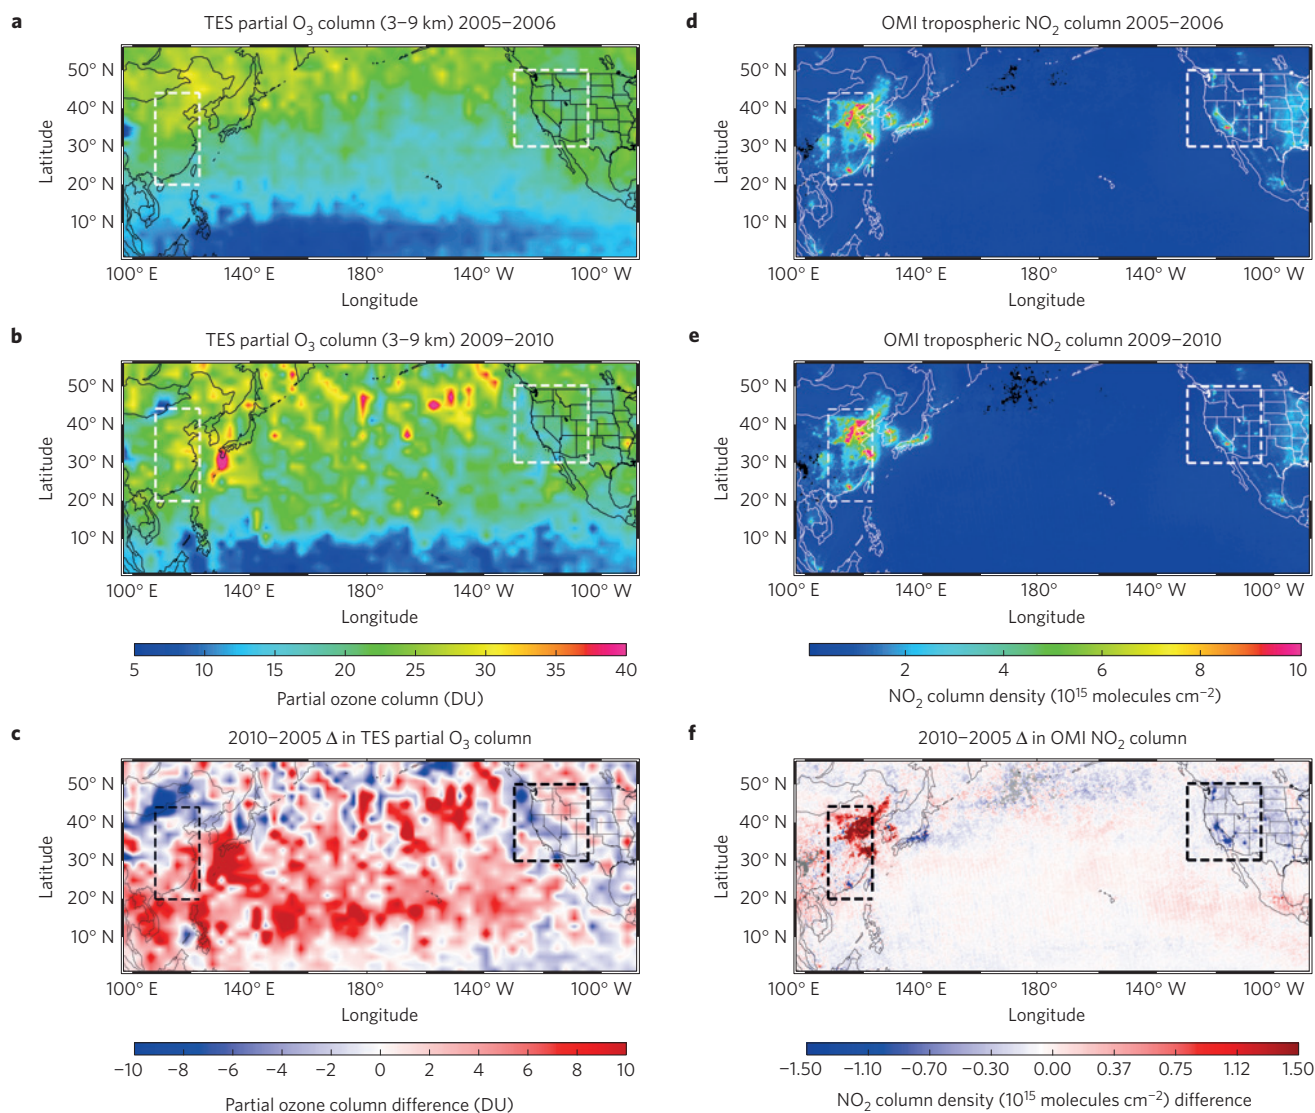 a
TES partial O₃ column (3–9 km) 2005–2006
50° N
40° N
30° N
20° N
10° N
Latitude
100° E 140° E 180° 140° W 100° W
Longitude
b
TES partial O₃ column (3–9 km) 2009–2010
50° N
40° N
30° N
20° N
10° N
Latitude
100° E 140° E 180° 140° W 100° W
Longitude
5 10 15 20 25 30 35 40
Partial ozone column (DU)
c
2010–2005 Δ in TES partial O₃ column
50° N
40° N
30° N
20° N
10° N
Latitude
100° E 140° E 180° 140° W 100° W
Longitude
−10 −8 −6 −4 −2 0 2 4 6 8 10
Partial ozone column difference (DU)
d
OMI tropospheric NO₂ column 2005–2006
50° N
40° N
30° N
20° N
10° N
Latitude
100° E 140° E 180° 140° W 100° W
Longitude
e
OMI tropospheric NO₂ column 2009–2010
50° N
40° N
30° N
20° N
10° N
Latitude
100° E 140° E 180° 140° W 100° W
Longitude
2 4 6 8 10
NO₂ column density (10¹⁵ molecules cm⁻²)
f
2010–2005 Δ in OMI NO₂ column
50° N
40° N
30° N
20° N
10° N
Latitude
100° E 140° E 180° 140° W 100° W
Longitude
−1.50 −1.10 −0.70 −0.30 0.00 0.37 0.75 1.12 1.50
NO₂ column density (10¹⁵ molecules cm⁻²) difference